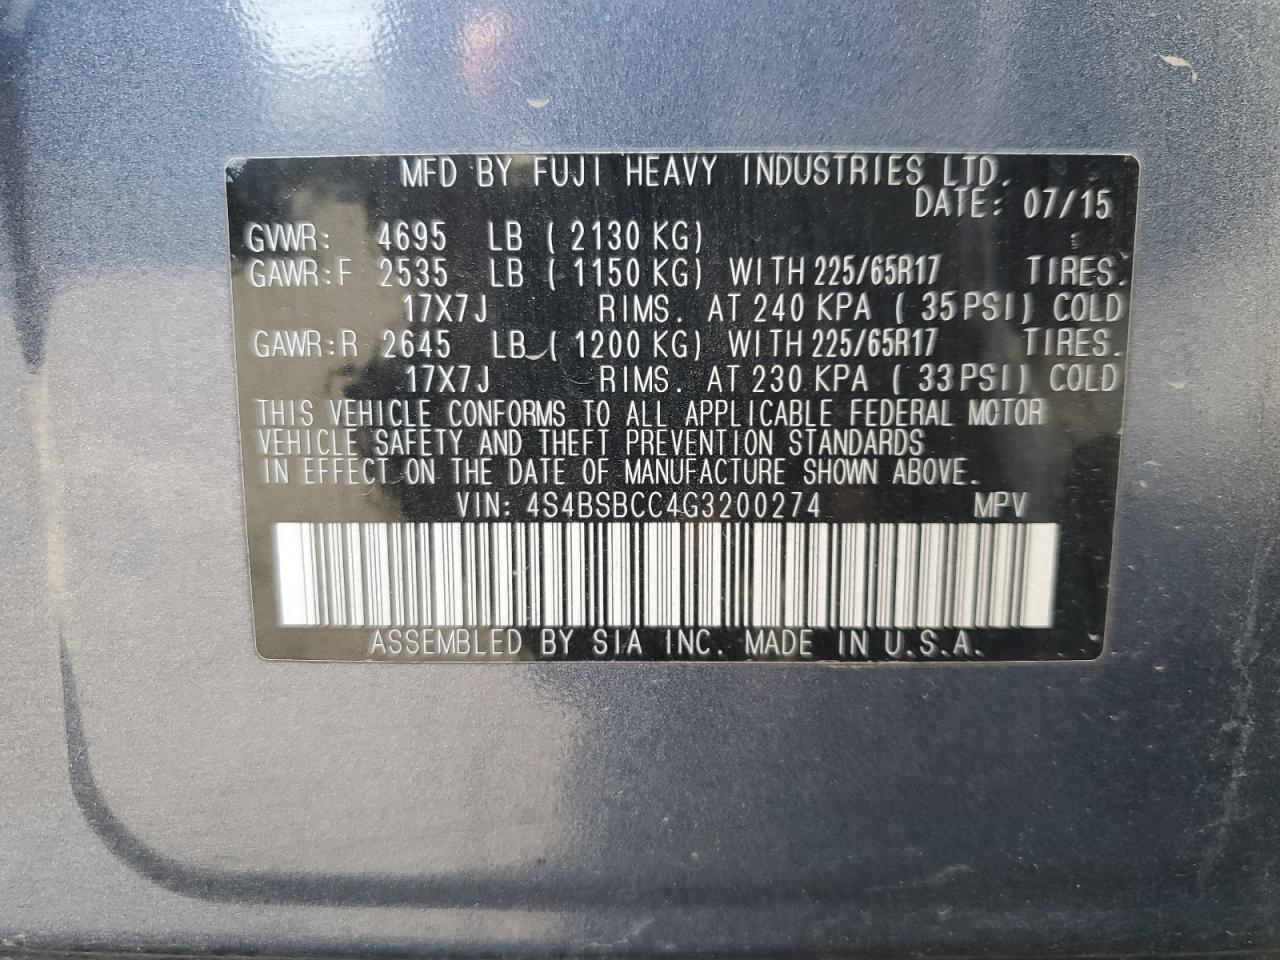 MFD BY FUJI HEAVY INDUSTRIES LTD.
DATE: 07/15
GVWR: 4695 LB ( 2130 KG)
GAWR:F 2535 LB ( 1150 KG) WITH 225/65R17 TIRES.
17X7J RIMS. AT 240 KPA ( 35 PSI) COLD
GAWR:R 2645 LB ( 1200 KG) WITH 225/65R17 TIRES.
17X7J RIMS. AT 230 KPA ( 33 PSI) COLD
THIS VEHICLE CONFORMS TO ALL APPLICABLE FEDERAL MOTOR
VEHICLE SAFETY AND THEFT PREVENTION STANDARDS
IN EFFECT ON THE DATE OF MANUFACTURE SHOWN ABOVE.
VIN: 4S4BSBCC4G3200274 MPV
ASSEMBLED BY SIA INC. MADE IN U.S.A.